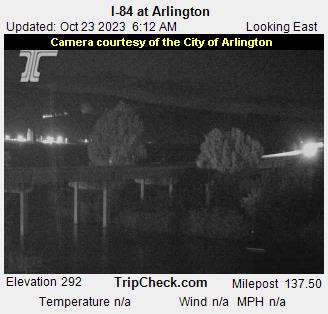 I-84 at Arlington
Updated: Oct 23 2023 6:12 AM Looking East
Camera courtesy of the City of Arlington
Elevation 292 TripCheck.com Milepost 137.50
Temperature n/a Wind n/a MPH n/a